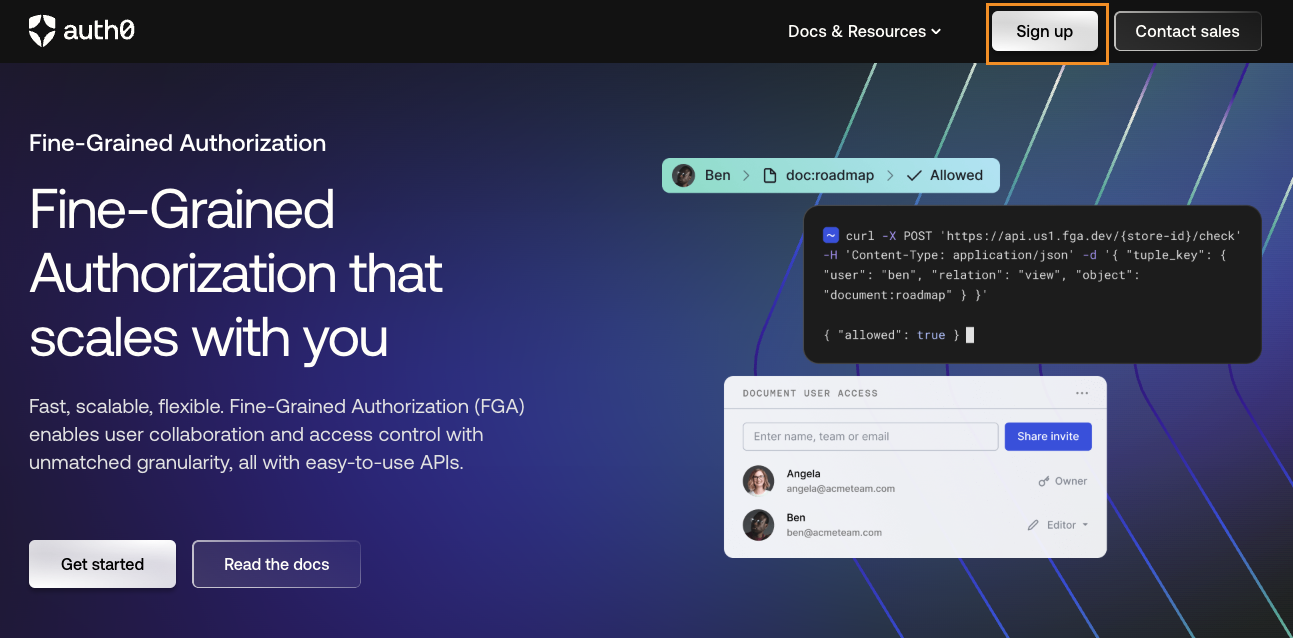 auth0
Docs & Resources
Sign up
Contact sales
Fine-Grained Authorization
Fine-Grained
Authorization that
scales with you
Fast, scalable, flexible. Fine-Grained Authorization (FGA)
enables user collaboration and access control with
unmatched granularity, all with easy-to-use APIs.
Get started
Read the docs
Ben
doc:roadmap
Allowed
~ curl -X POST 'https://api.us1.fga.dev/{store-id}/check'
-H 'Content-Type: application/json' -d '{ "tuple_key": {
"user": "ben", "relation": "view", "object":
"document:roadmap" } }'
{ "allowed": true }
DOCUMENT USER ACCESS
Enter name, team or email
Share invite
Angela
angela@acmeteam.com
Owner
Ben
ben@acmeteam.com
Editor